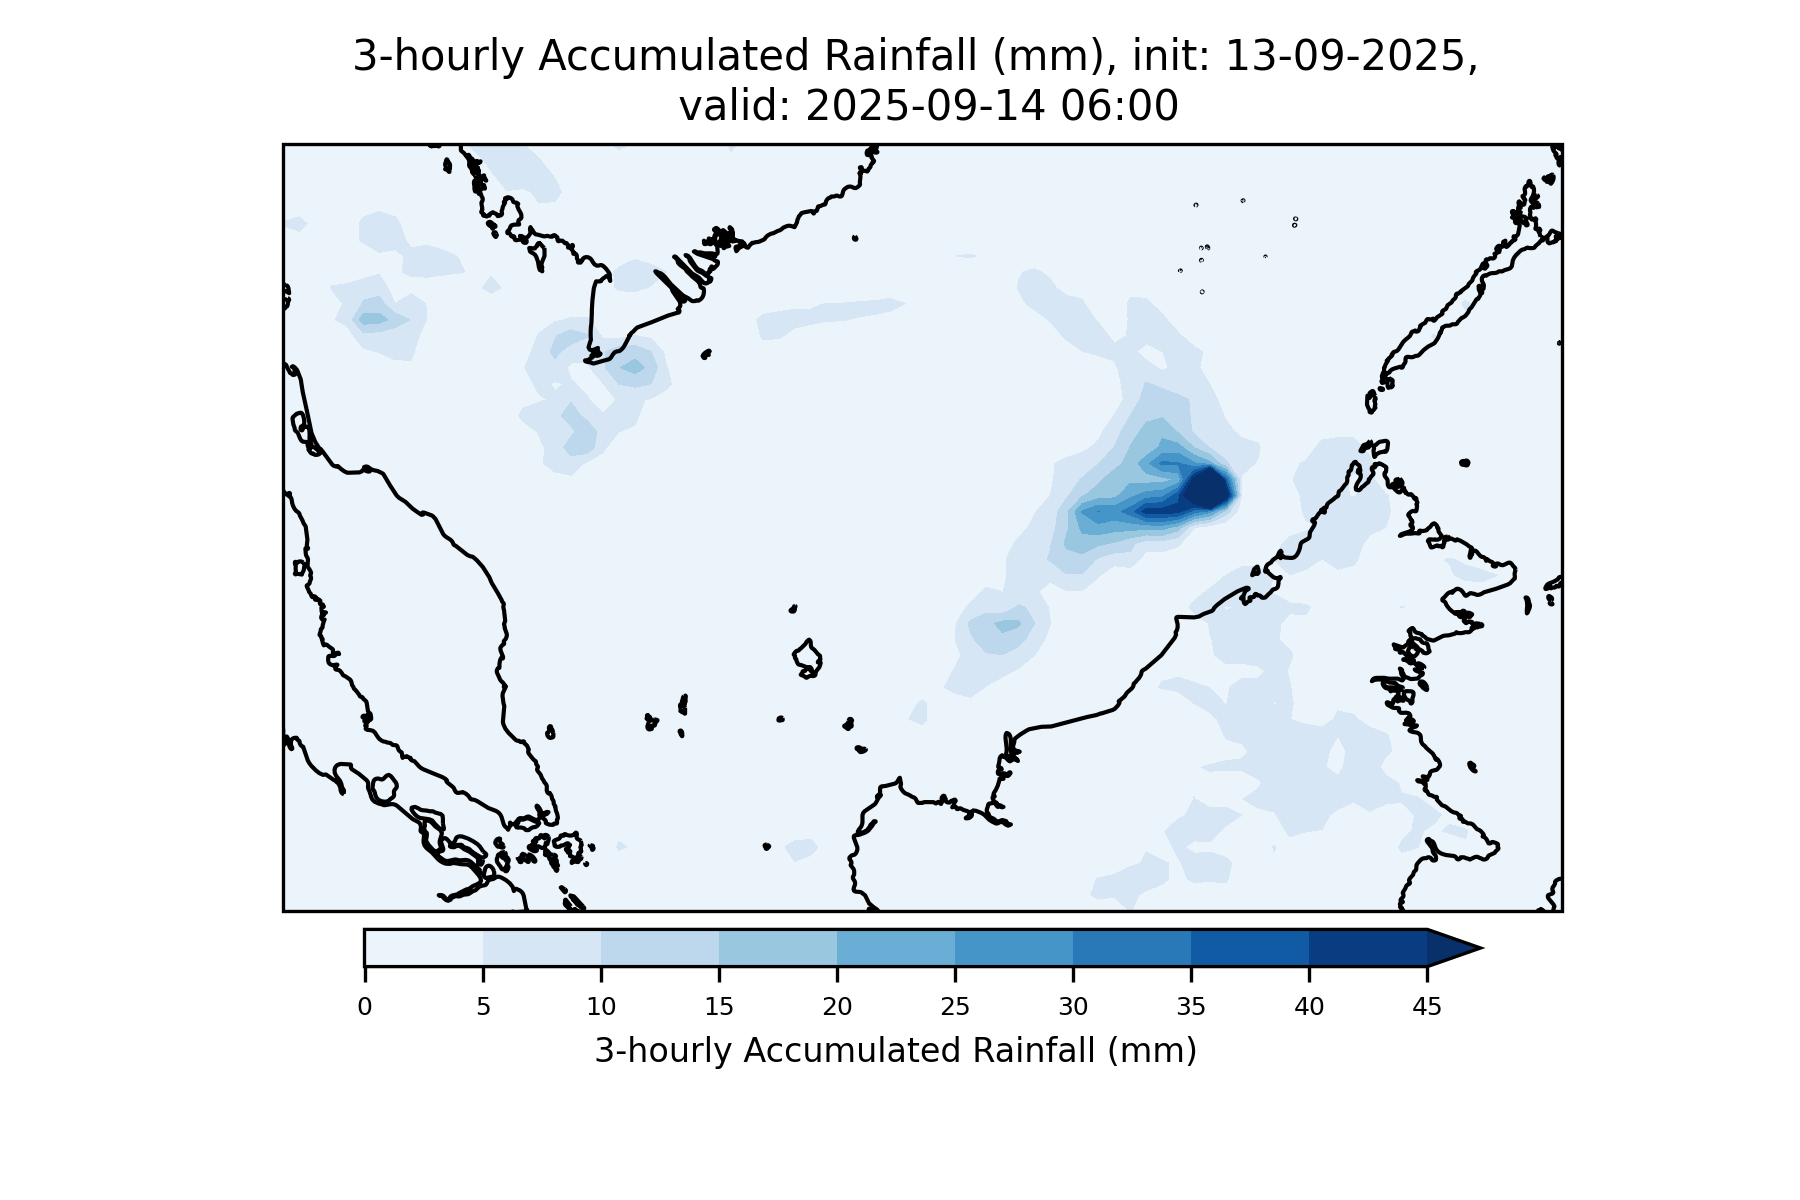 3-hourly Accumulated Rainfall (mm), init: 13-09-2025,
valid: 2025-09-14 06:00
0 5 10 15 20 25 30 35 40 45
3-hourly Accumulated Rainfall (mm)